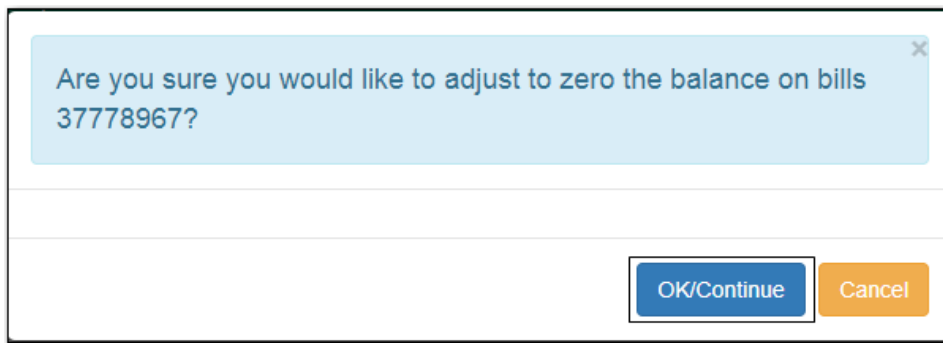 ×
Are you sure you would like to adjust to zero the balance on bills
37778967?
OK/Continue
Cancel